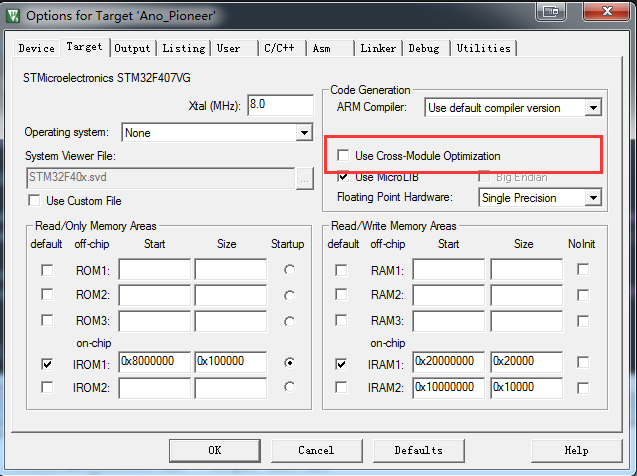 Options for Target 'Ano_Pioneer'
Device Target Output Listing User C/C++ Asm Linker Debug Utilities
STMicroelectronics STM32F407VG
Xtal (MHz): 8.0
Operating system: None
System Viewer File:
STM32F40x.svd ...
Use Custom File
Code Generation
ARM Compiler: Use default compiler version
Use Cross-Module Optimization
Use MicroLIB Big Endian
Floating Point Hardware: Single Precision
Read/Only Memory Areas
default off-chip Start Size Startup
ROM1:
ROM2:
ROM3:
on-chip
IROM1: 0x8000000 0x100000
IROM2:
Read/Write Memory Areas
default off-chip Start Size NoInit
RAM1:
RAM2:
RAM3:
on-chip
IRAM1: 0x20000000 0x20000
IRAM2: 0x10000000 0x10000
OK Cancel Defaults Help